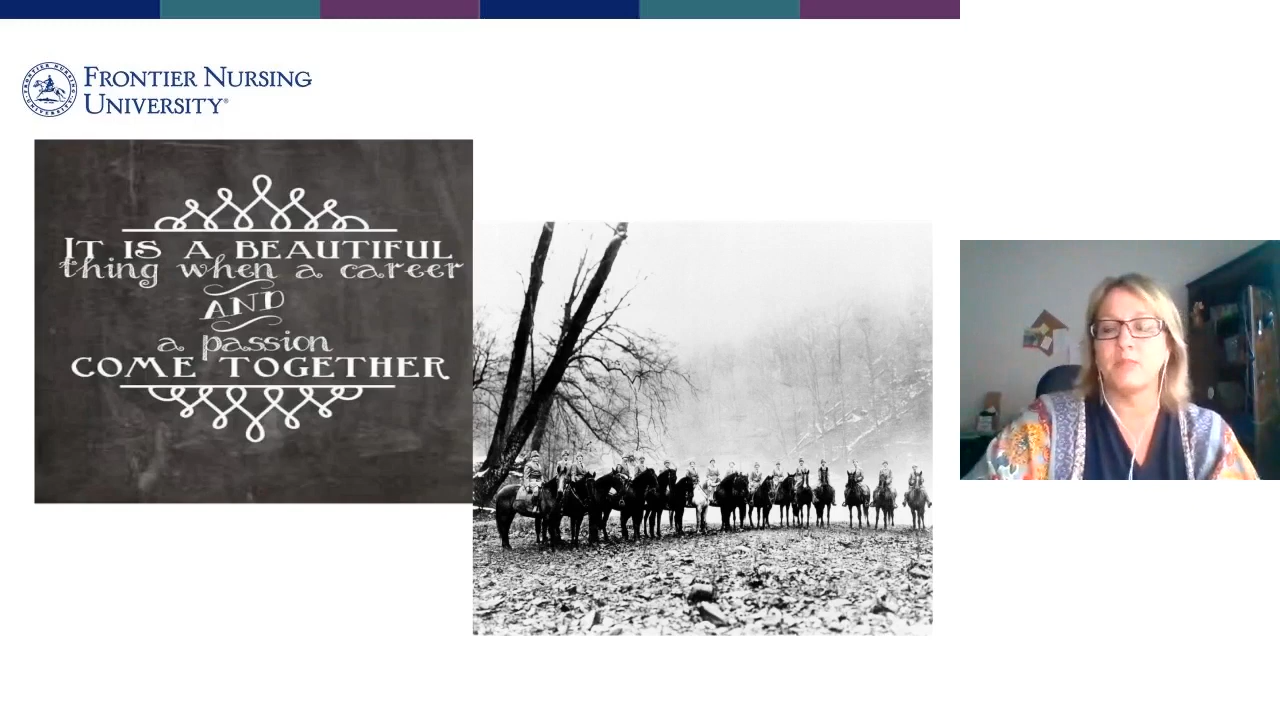 FRONTIER NURSING
UNIVERSITY®
IT IS A BEAUTIFUL
thing when a career
AND
a passion
COME TOGETHER